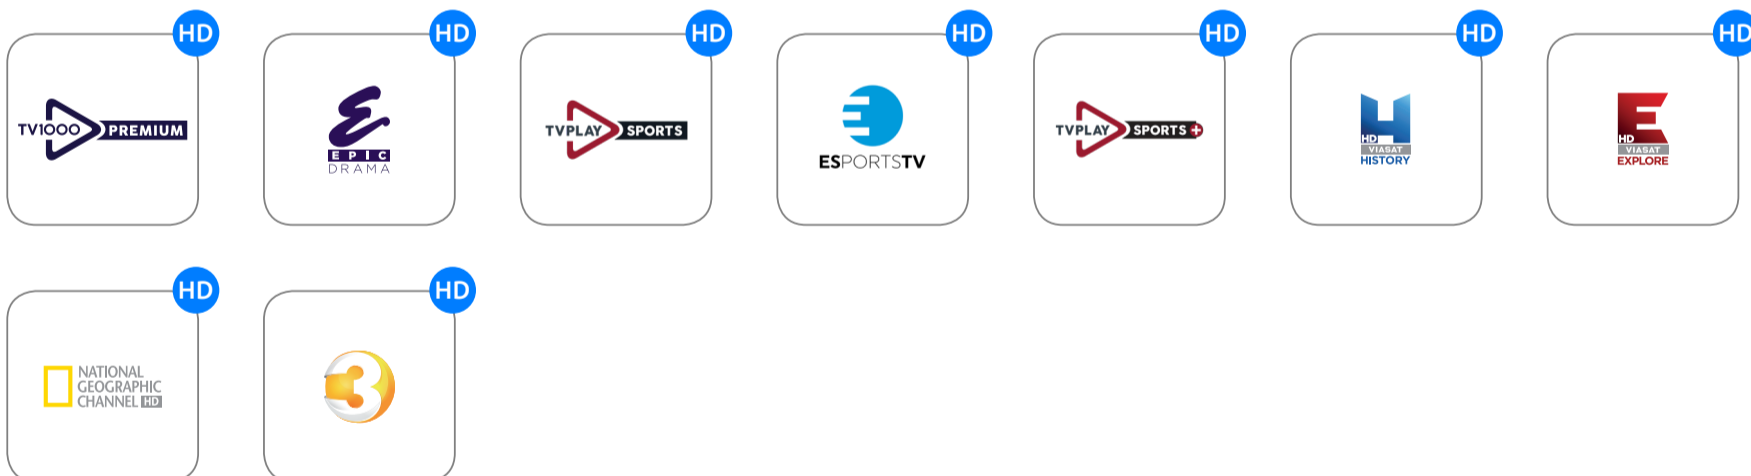 HD
HD
HD
HD
HD
HD
HD
TV1000 PREMIUM
EPIC
DRAMA
TVPLAY SPORTS
ESPORTSTV
TVPLAY SPORTS +
HD
VIASAT
HISTORY
HD
VIASAT
EXPLORE
HD
HD
NATIONAL
GEOGRAPHIC
CHANNEL HD
3